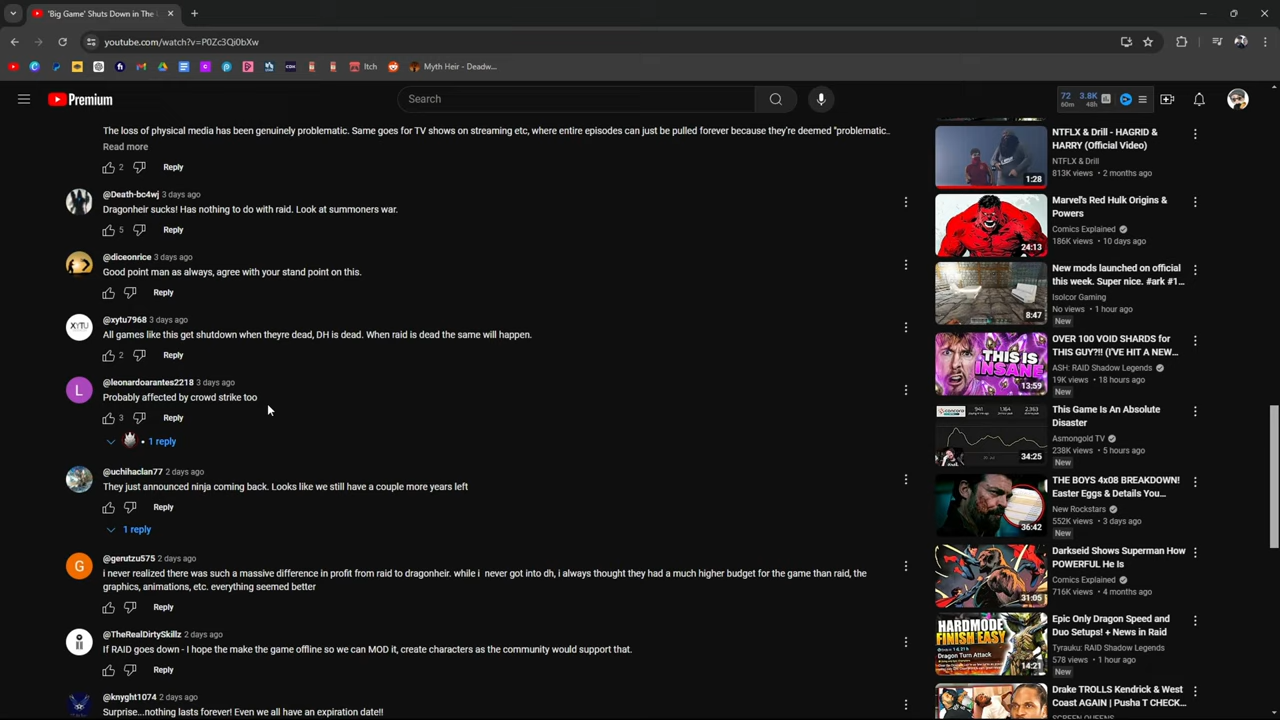 'Big Game' Shuts Down in The
youtube.com/watch?v=P0Zc3Qi0bXw
Itch
Myth Heir - Deadw...
Premium
Search
72
60m
3.8K
48h
The loss of physical media has been genuinely problematic. Same goes for TV shows on streaming etc, where entire episodes can just be pulled forever because they're deemed "problematic..
Read more
2
Reply
@Death-bc4wj 3 days ago
Dragonheir sucks! Has nothing to do with raid. Look at summoners war.
5
Reply
@diceonrice 3 days ago
Good point man as always, agree with your stand point on this.
Reply
XYTU
@xytu7968 3 days ago
All games like this get shutdown when theyre dead, DH is dead. When raid is dead the same will happen.
2
Reply
L
@leonardoarantes2218 3 days ago
Probably affected by crowd strike too
3
Reply
• 1 reply
@uchihaclan77 2 days ago
They just announced ninja coming back. Looks like we still have a couple more years left
Reply
1 reply
G
@gerutzu575 2 days ago
i never realized there was such a massive difference in profit from raid to dragonheir. while i never got into dh, i always thought they had a much higher budget for the game than raid, the
graphics, animations, etc. everything seemed better
Reply
@TheRealDirtySkillz 2 days ago
If RAID goes down - I hope the make the game offline so we can MOD it, create characters as the community would support that.
Reply
@knyght1074 2 days ago
Surprise...nothing lasts forever! Even we all have an expiration date!!
NTFLX & Drill - HAGRID &
HARRY (Official Video)
NTFLX & Drill
813K views • 2 months ago
1:28
Marvel's Red Hulk Origins &
Powers
Comics Explained
186K views • 10 days ago
24:13
New mods launched on official
this week. Super nice. #ark #1...
Isolcor Gaming
No views • 1 hour ago
New
8:47
OVER 100 VOID SHARDS for
THIS GUY?!! (I'VE HIT A NEW...
ASH: RAID Shadow Legends
19K views • 18 hours ago
New
THIS IS
INSANE
13:59
This Game Is An Absolute
Disaster
Asmongold TV
238K views • 5 hours ago
New
concord
941
1,164
2,363
34:25
THE BOYS 4x08 BREAKDOWN!
Easter Eggs & Details You...
New Rockstars
552K views • 3 days ago
New
36:42
Darkseid Shows Superman How
POWERFUL He Is
Comics Explained
716K views • 4 months ago
31:05
Epic Only Dragon Speed and
Duo Setups! + News in Raid
Tyrauku: RAID Shadow Legends
578 views • 1 hour ago
New
HARDMODE
FINISH EASY
Dragon Turn Attack
14:21
Drake TROLLS Kendrick & West
Coast AGAIN | Pusha T CHECK...
SCREEN QUEENS